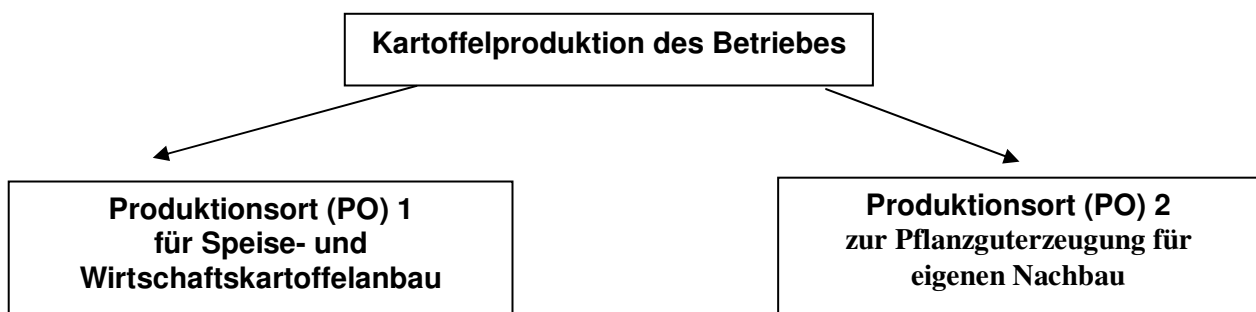 Kartoffelproduktion des Betriebes
Produktionsort (PO) 1
für Speise- und
Wirtschaftskartoffelanbau
Produktionsort (PO) 2
zur Pflanzguterzeugung für
eigenen Nachbau